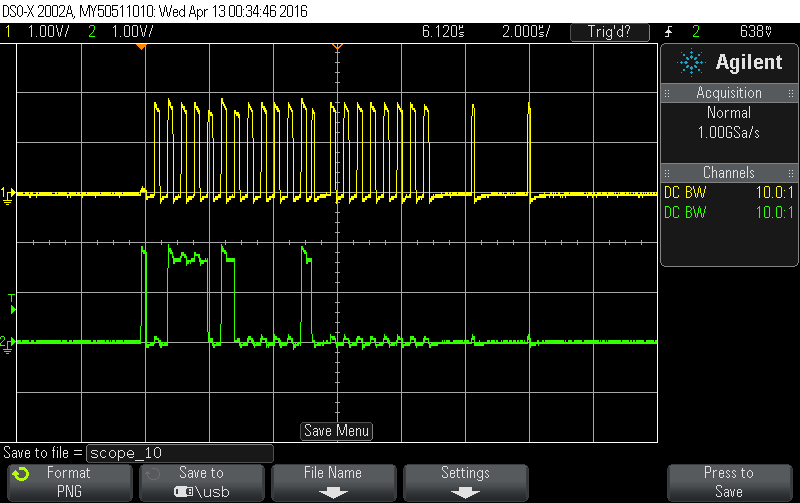 DSO-X 2002A, MY50511010: Wed Apr 13 00:34:46 2016
1 1.00V/ 2 1.00V/ 6.120s 2.000s/ Trig'd? 2 638V
Agilent
Acquisition
Normal
1.00GSa/s
Channels
DC BW 10.0:1
DC BW 10.0:1
1
T
2
Save Menu
Save to file = scope_10
Format
PNG
Save to
\usb
File Name
Settings
Press to
Save